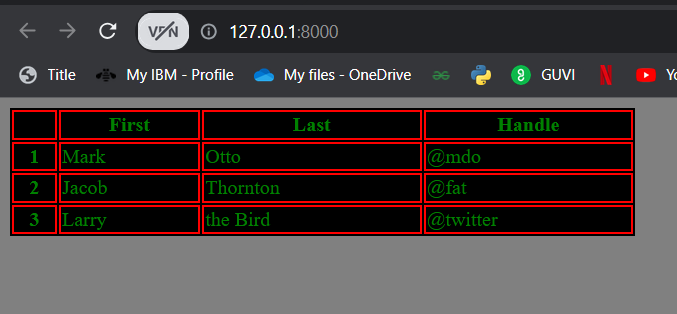 VPN 127.0.0.1:8000
Title My IBM - Profile My files - OneDrive GUVI Yo
First Last Handle
1 Mark Otto @mdo
2 Jacob Thornton @fat
3 Larry the Bird @twitter